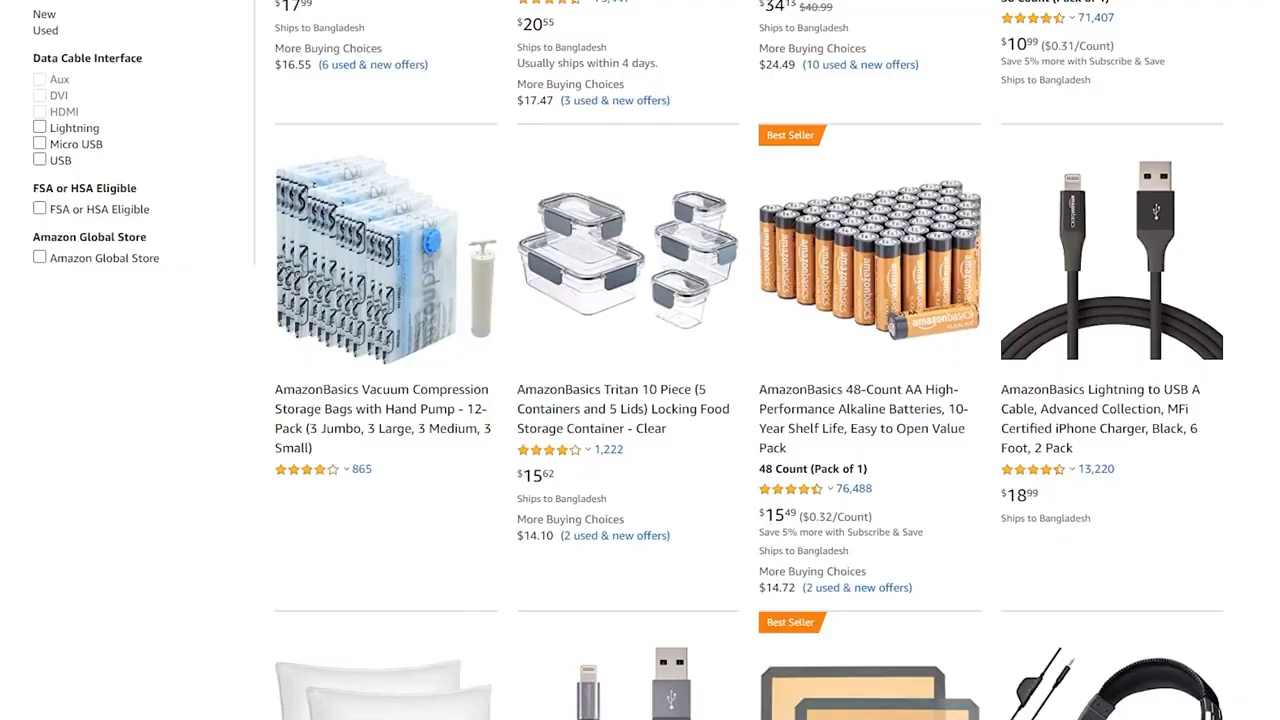 New
Used
Data Cable Interface
Aux
DVI
HDMI
Lightning
Micro USB
USB
FSA or HSA Eligible
FSA or HSA Eligible
Amazon Global Store
Amazon Global Store
$17.99
Ships to Bangladesh
More Buying Choices
$16.55 (6 used & new offers)
$20.55
Ships to Bangladesh
Usually ships within 4 days.
More Buying Choices
$17.47 (3 used & new offers)
$34.13 $40.99
Ships to Bangladesh
More Buying Choices
$24.49 (10 used & new offers)
71,407
$10.99 ($0.31/Count)
Save 5% more with Subscribe & Save
Ships to Bangladesh
AmazonBasics Vacuum Compression
Storage Bags with Hand Pump - 12-
Pack (3 Jumbo, 3 Large, 3 Medium, 3
Small)
865
AmazonBasics Tritan 10 Piece (5
Containers and 5 Lids) Locking Food
Storage Container - Clear
1,222
$15.62
Ships to Bangladesh
More Buying Choices
$14.10 (2 used & new offers)
Best Seller
amazonbasics
AmazonBasics 48-Count AA High-
Performance Alkaline Batteries, 10-
Year Shelf Life, Easy to Open Value
Pack
48 Count (Pack of 1)
76,488
$15.49 ($0.32/Count)
Save 5% more with Subscribe & Save
Ships to Bangladesh
More Buying Choices
$14.72 (2 used & new offers)
AmazonBasics Lightning to USB A
Cable, Advanced Collection, MFi
Certified iPhone Charger, Black, 6
Foot, 2 Pack
13,220
$18.99
Ships to Bangladesh
Best Seller